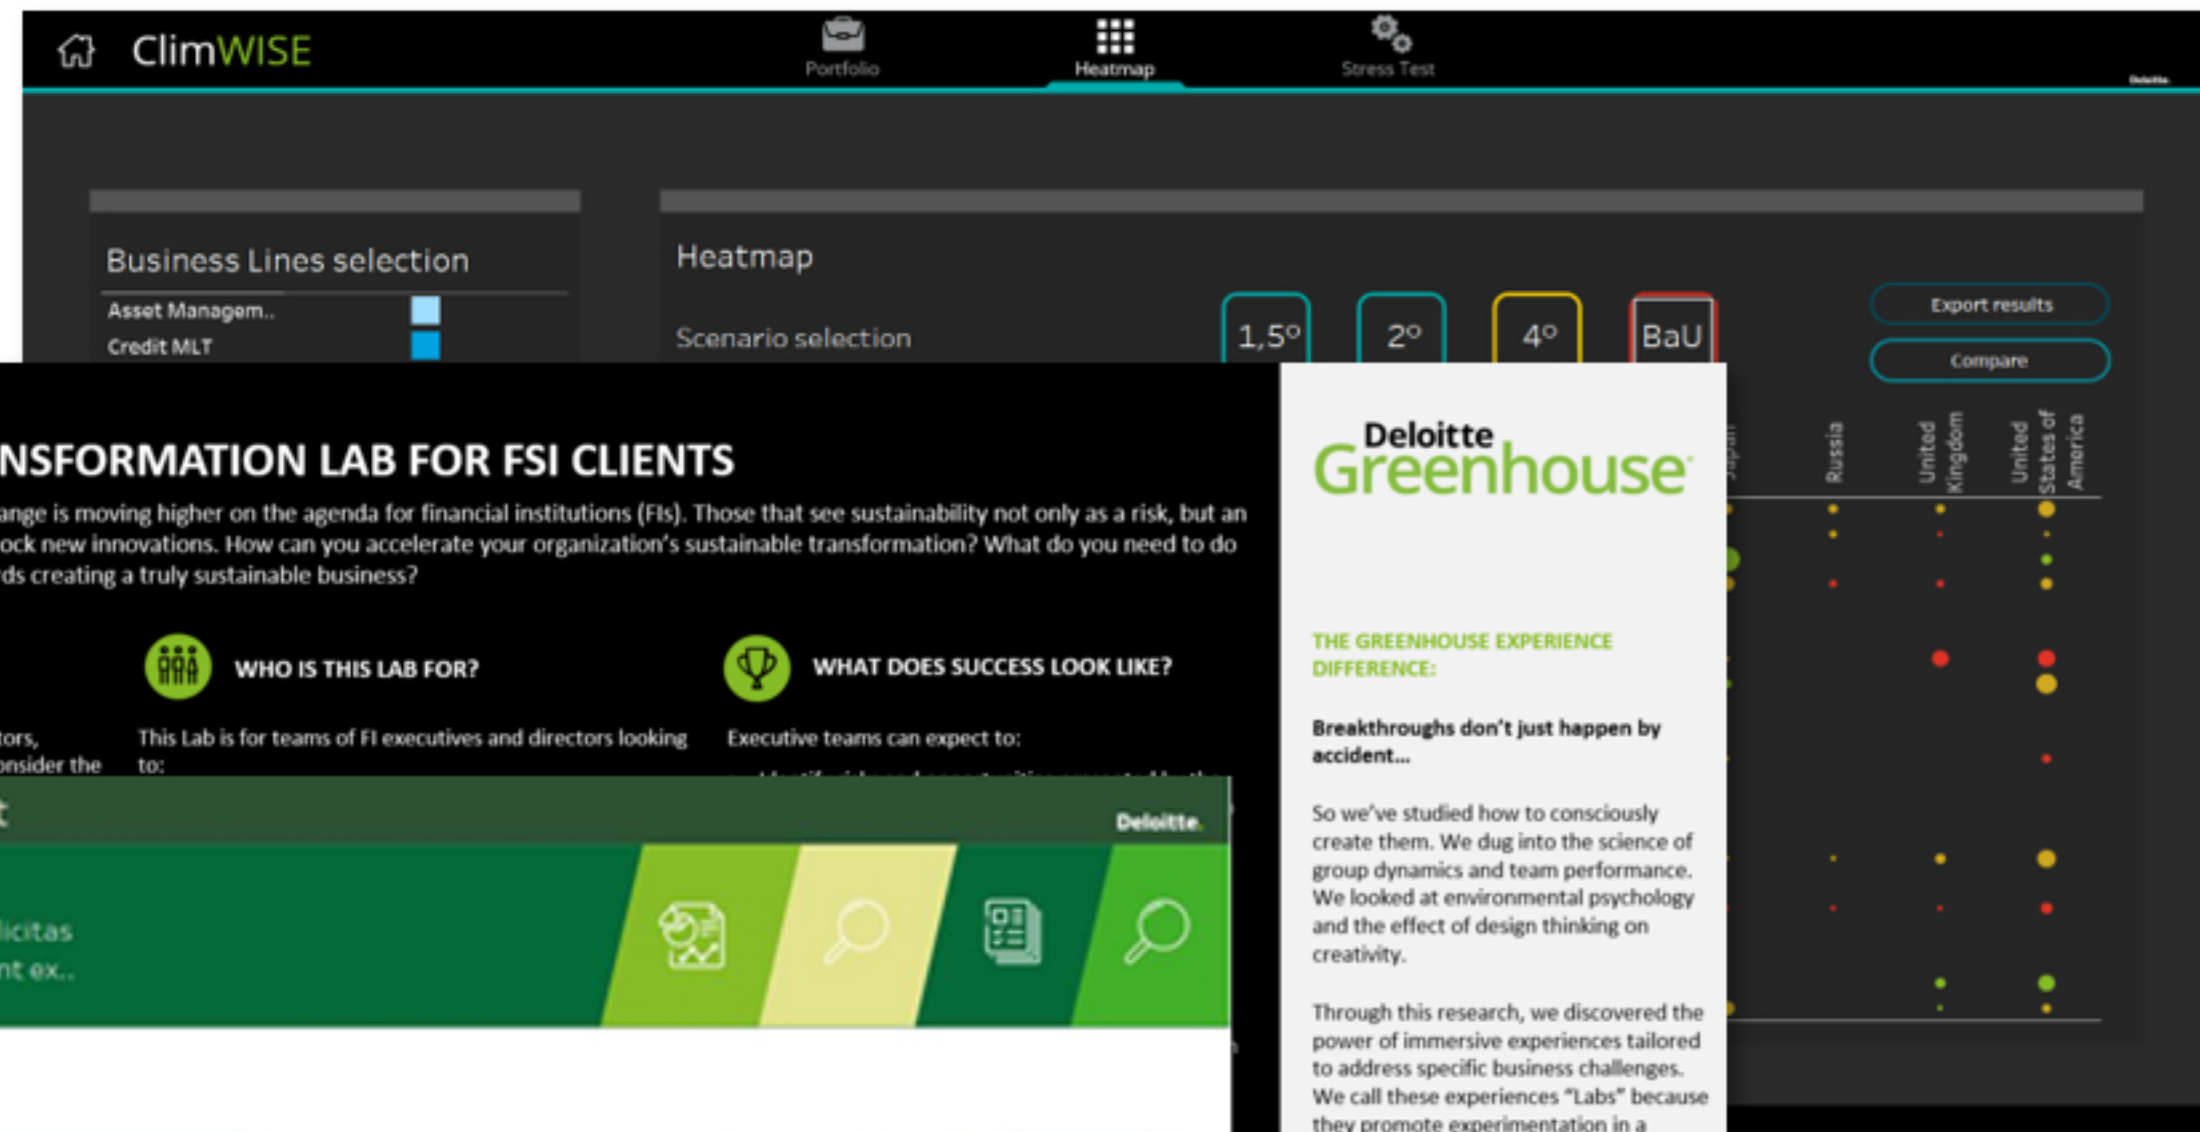 ClimWISE
Portfolio
Heatmap
Stress Test
Deloitte.
Business Lines selection
Asset Managem..
Credit MLT
Heatmap
Scenario selection
1,5º
2º
4º
BaU
Export results
Compare
Japan
Russia
United
Kingdom
United
States of
America
NSFORMATION LAB FOR FSI CLIENTS
ange is moving higher on the agenda for financial institutions (FIs). Those that see sustainability not only as a risk, but an
ock new innovations. How can you accelerate your organization's sustainable transformation? What do you need to do
rds creating a truly sustainable business?
WHO IS THIS LAB FOR?
WHAT DOES SUCCESS LOOK LIKE?
tors,
onsider the
This Lab is for teams of FI executives and directors looking
to:
Executive teams can expect to:
Deloitte
Greenhouse
THE GREENHOUSE EXPERIENCE
DIFFERENCE:
Breakthroughs don't just happen by
accident...
So we've studied how to consciously
create them. We dug into the science of
group dynamics and team performance.
We looked at environmental psychology
and the effect of design thinking on
creativity.
Through this research, we discovered the
power of immersive experiences tailored
to address specific business challenges.
We call these experiences "Labs" because
they promote experimentation in a
t
Deloitte.
licitas
nt ex..